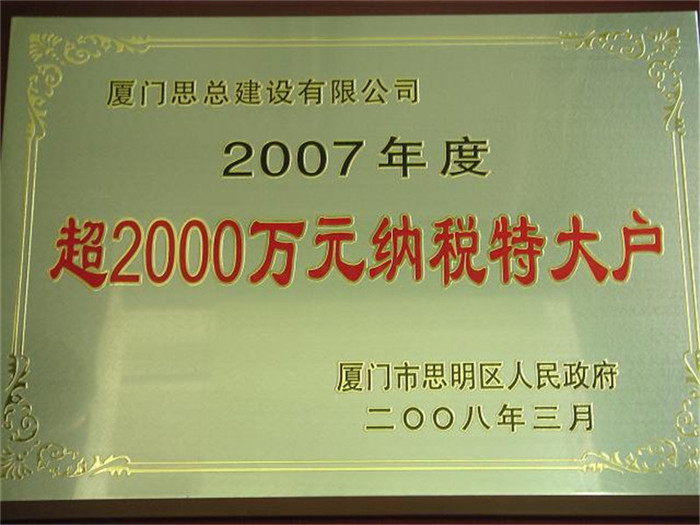 厦门思总建设有限公司
2007年度
超2000万元纳税特大户
厦门市思明区人民政府
二〇〇八年三月